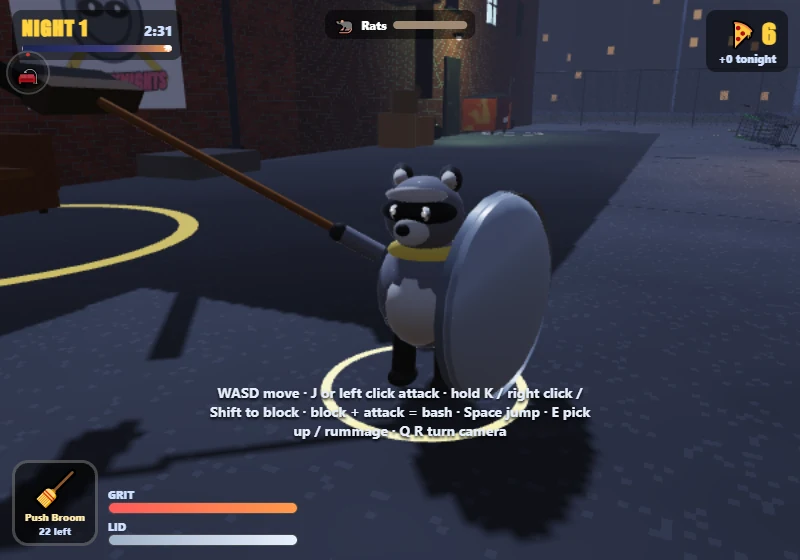 NIGHT 1
2:31
Rats
6
+0 tonight
WASD move · J or left click attack · hold K / right click /
Shift to block · block + attack = bash · Space jump · E pick
up / rummage · Q R turn camera
Push Broom
22 left
GRIT
LID